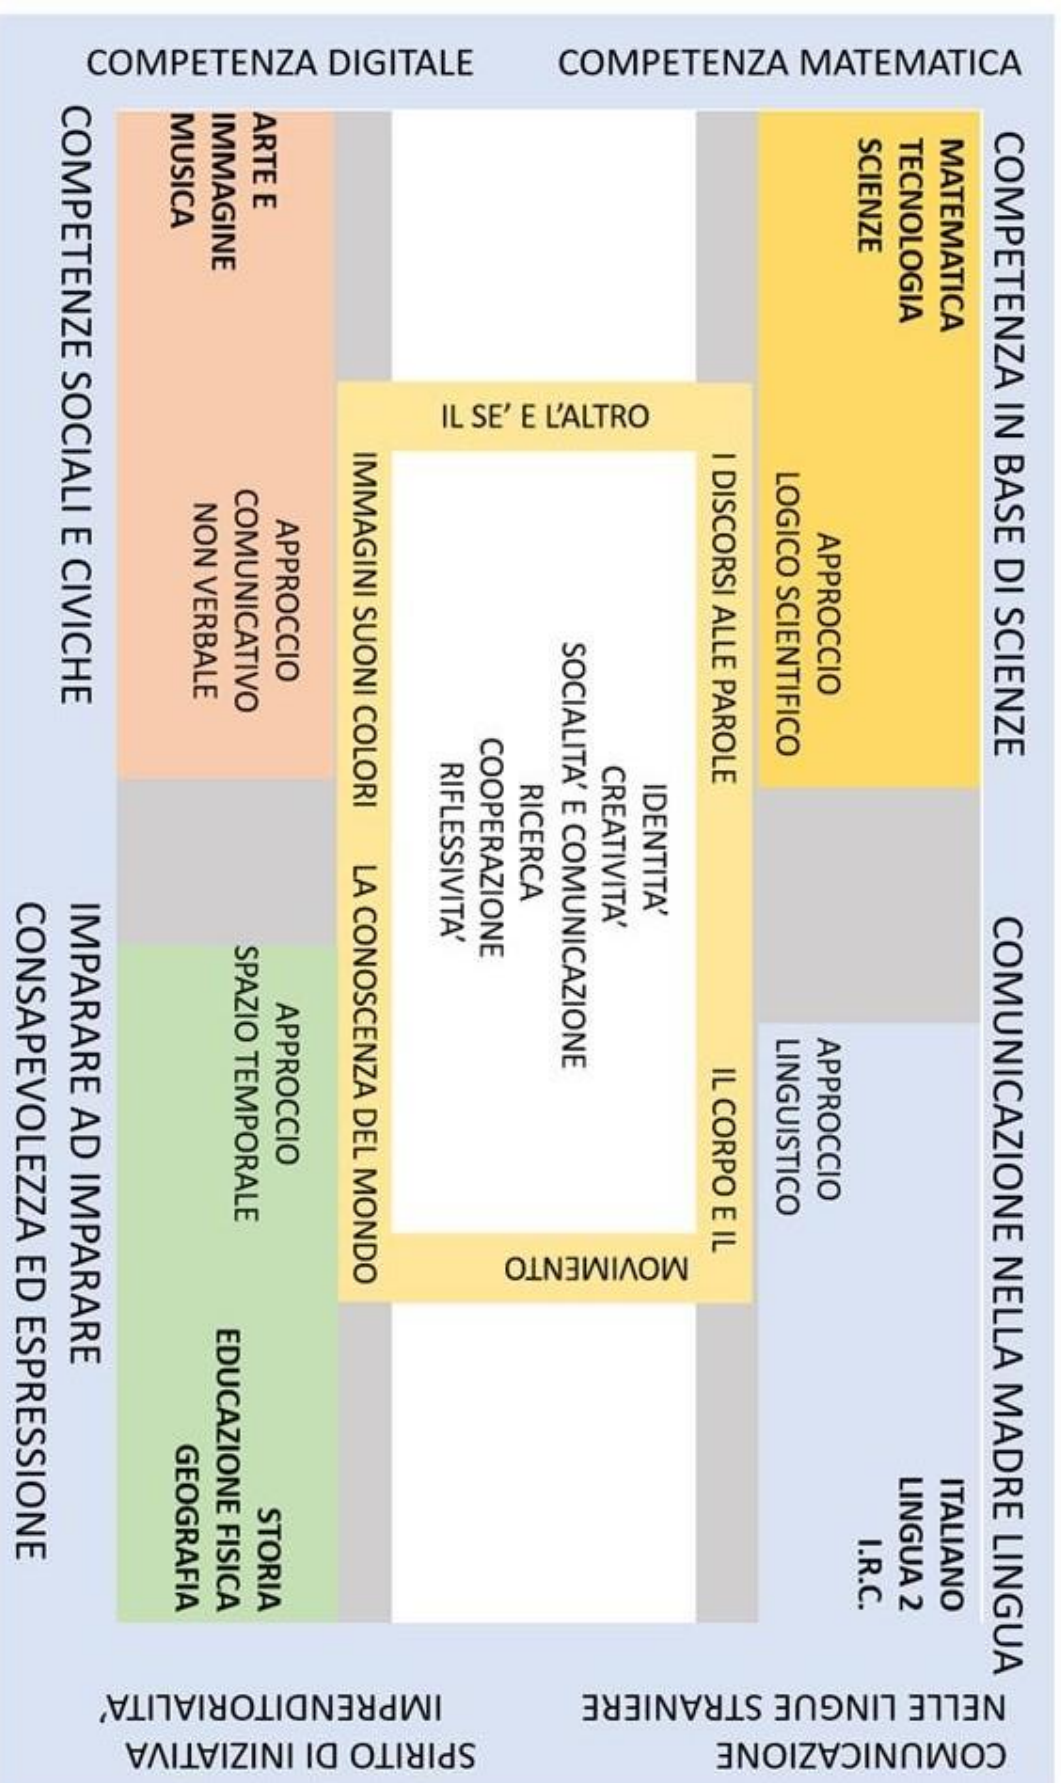 COMPETENZA IN BASE DI SCIENZE
COMUNICAZIONE NELLA MADRE LINGUA
COMPETENZA MATEMATICA
COMPETENZA DIGITALE
COMUNICAZIONE
NELLE LINGUE STRANIERE
SPIRITO DI INIZIATIVA
IMPRENDITORIALITA’
MATEMATICA
TECNOLOGIA
SCIENZE
APPROCCIO
LOGICO SCIENTIFICO
ITALIANO
LINGUA 2
I.R.C.
APPROCCIO
LINGUISTICO
I DISCORSI ALLE PAROLE
IL CORPO E IL
MOVIMENTO
IL SE’ E L’ALTRO
IDENTITA’
CREATIVITA’
SOCIALITA’ E COMUNICAZIONE
RICERCA
COOPERAZIONE
RIFLESSIVITA’
IMMAGINI SUONI COLORI
LA CONOSCENZA DEL MONDO
APPROCCIO
COMUNICATIVO
NON VERBALE
ARTE E
IMMAGINE
MUSICA
APPROCCIO
SPAZIO TEMPORALE
STORIA
EDUCAZIONE FISICA
GEOGRAFIA
COMPETENZE SOCIALI E CIVICHE
IMPARARE AD IMPARARE
CONSAPEVOLEZZA ED ESPRESSIONE